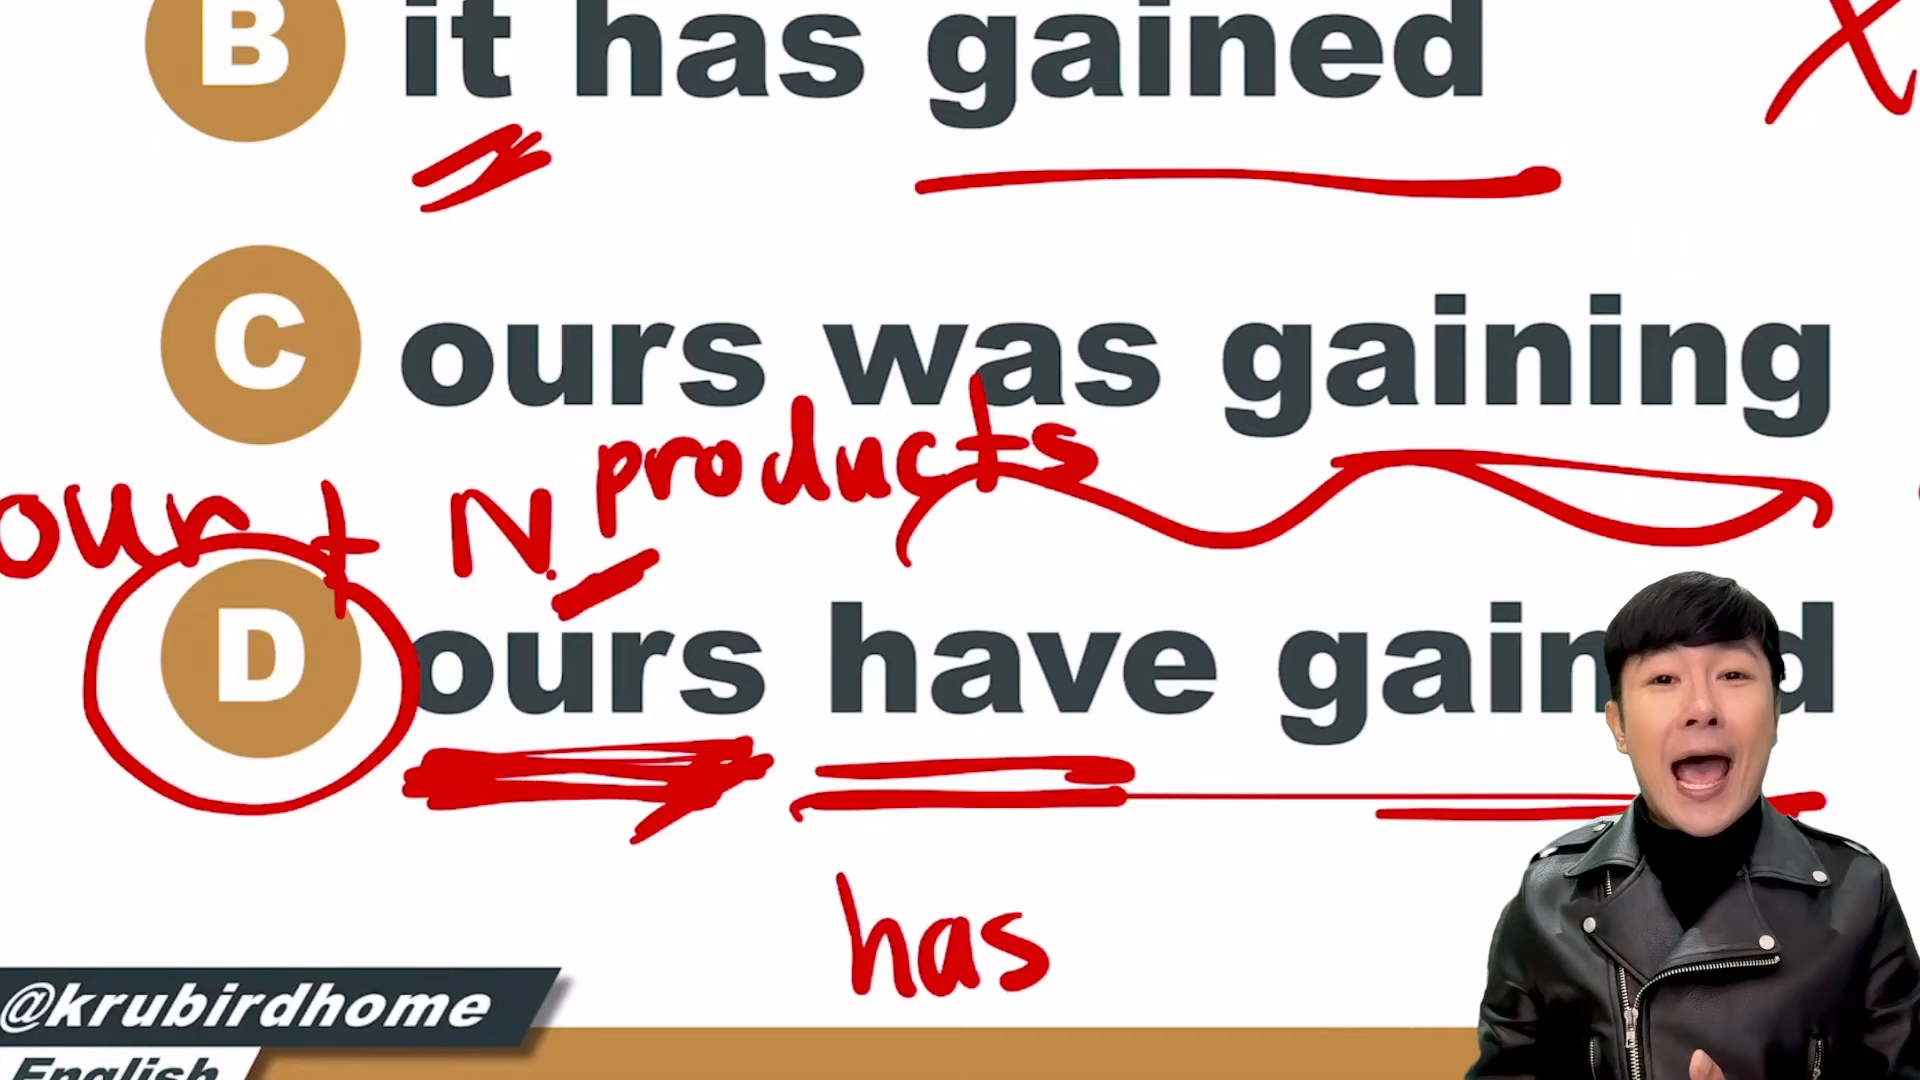 B it has gained
C ours was gaining
products
our + N.
D ours have gained
has
@krubirdhome
English